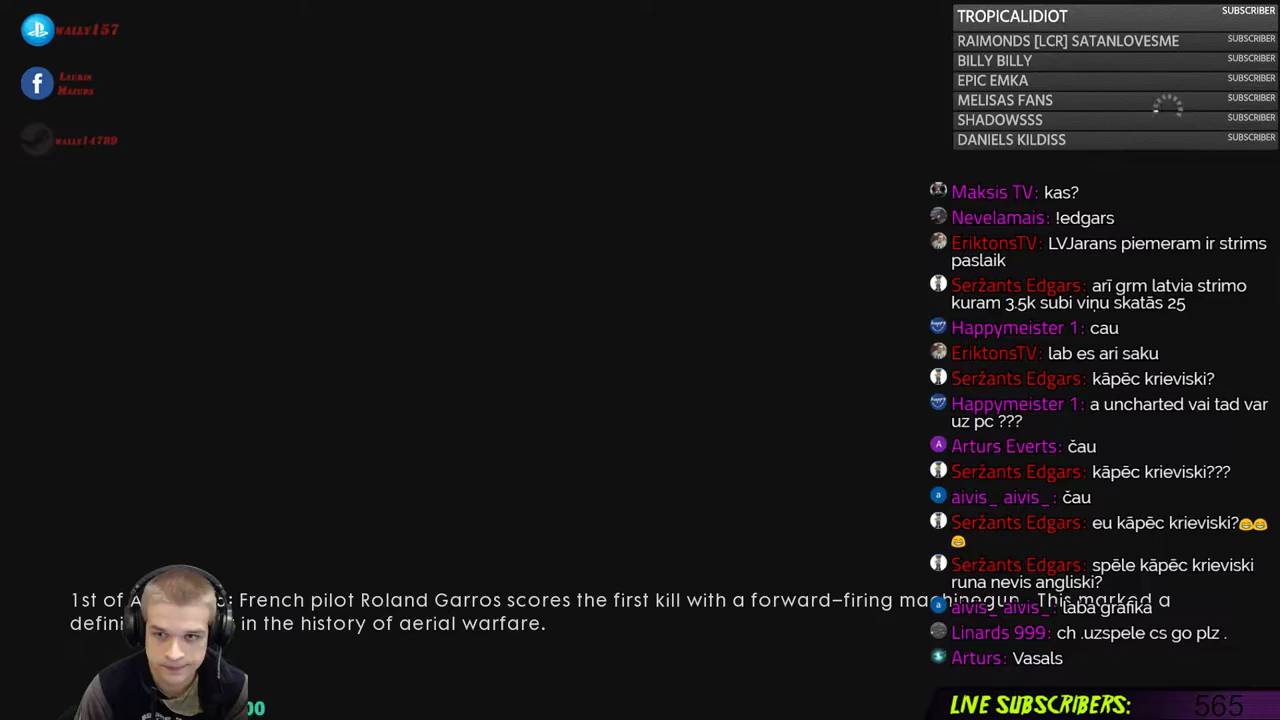 wally157
Lauris
Mazurs
wally14789
TROPICALIDIOT SUBSCRIBER
RAIMONDS [LCR] SATANLOVESME SUBSCRIBER
BILLY BILLY SUBSCRIBER
EPIC EMKA SUBSCRIBER
MELISAS FANS SUBSCRIBER
SHADOWSSS SUBSCRIBER
DANIELS KILDISS SUBSCRIBER
Maksis TV: kas?
Nevelamais: !edgars
EriktonsTV: LVJarans piemeram ir strims
paslaik
Seržants Edgars: arī grm latvia strimo
kuram 3.5k subi viņu skatās 25
Happymeister 1: cau
EriktonsTV: lab es ari saku
Seržants Edgars: kāpēc krieviski?
Happymeister 1: a uncharted vai tad var
uz pc ???
Arturs Everts: čau
Seržants Edgars: kāpēc krieviski???
aivis_ aivis_: čau
Seržants Edgars: eu kāpēc krieviski?😂😂
😂
Seržants Edgars: spēle kāpēc krieviski
runa nevis angliski?
aivis_ aivis_: laba grafika
Linards 999: ch .uzspele cs go plz .
Arturs: Vasals
1st of French pilot Roland Garros scores the first kill with a forward-firing machinegun. This marked a
in the history of aerial warfare.
LIVE SUBSCRIBERS: 565